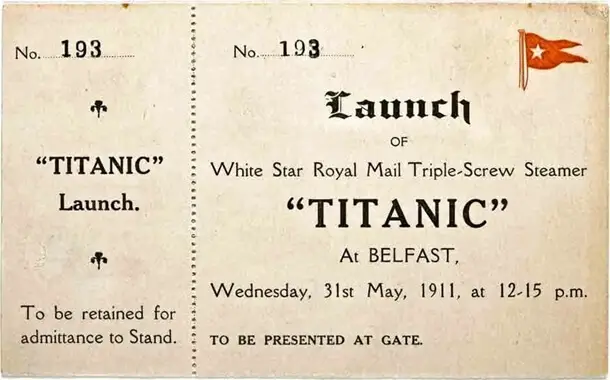 No. 193
"TITANIC"
Launch.
To be retained for
admittance to Stand.
No. 193
Launch
OF
White Star Royal Mail Triple-Screw Steamer
"TITANIC"
At BELFAST,
Wednesday, 31st May, 1911, at 12-15 p.m.
TO BE PRESENTED AT GATE.